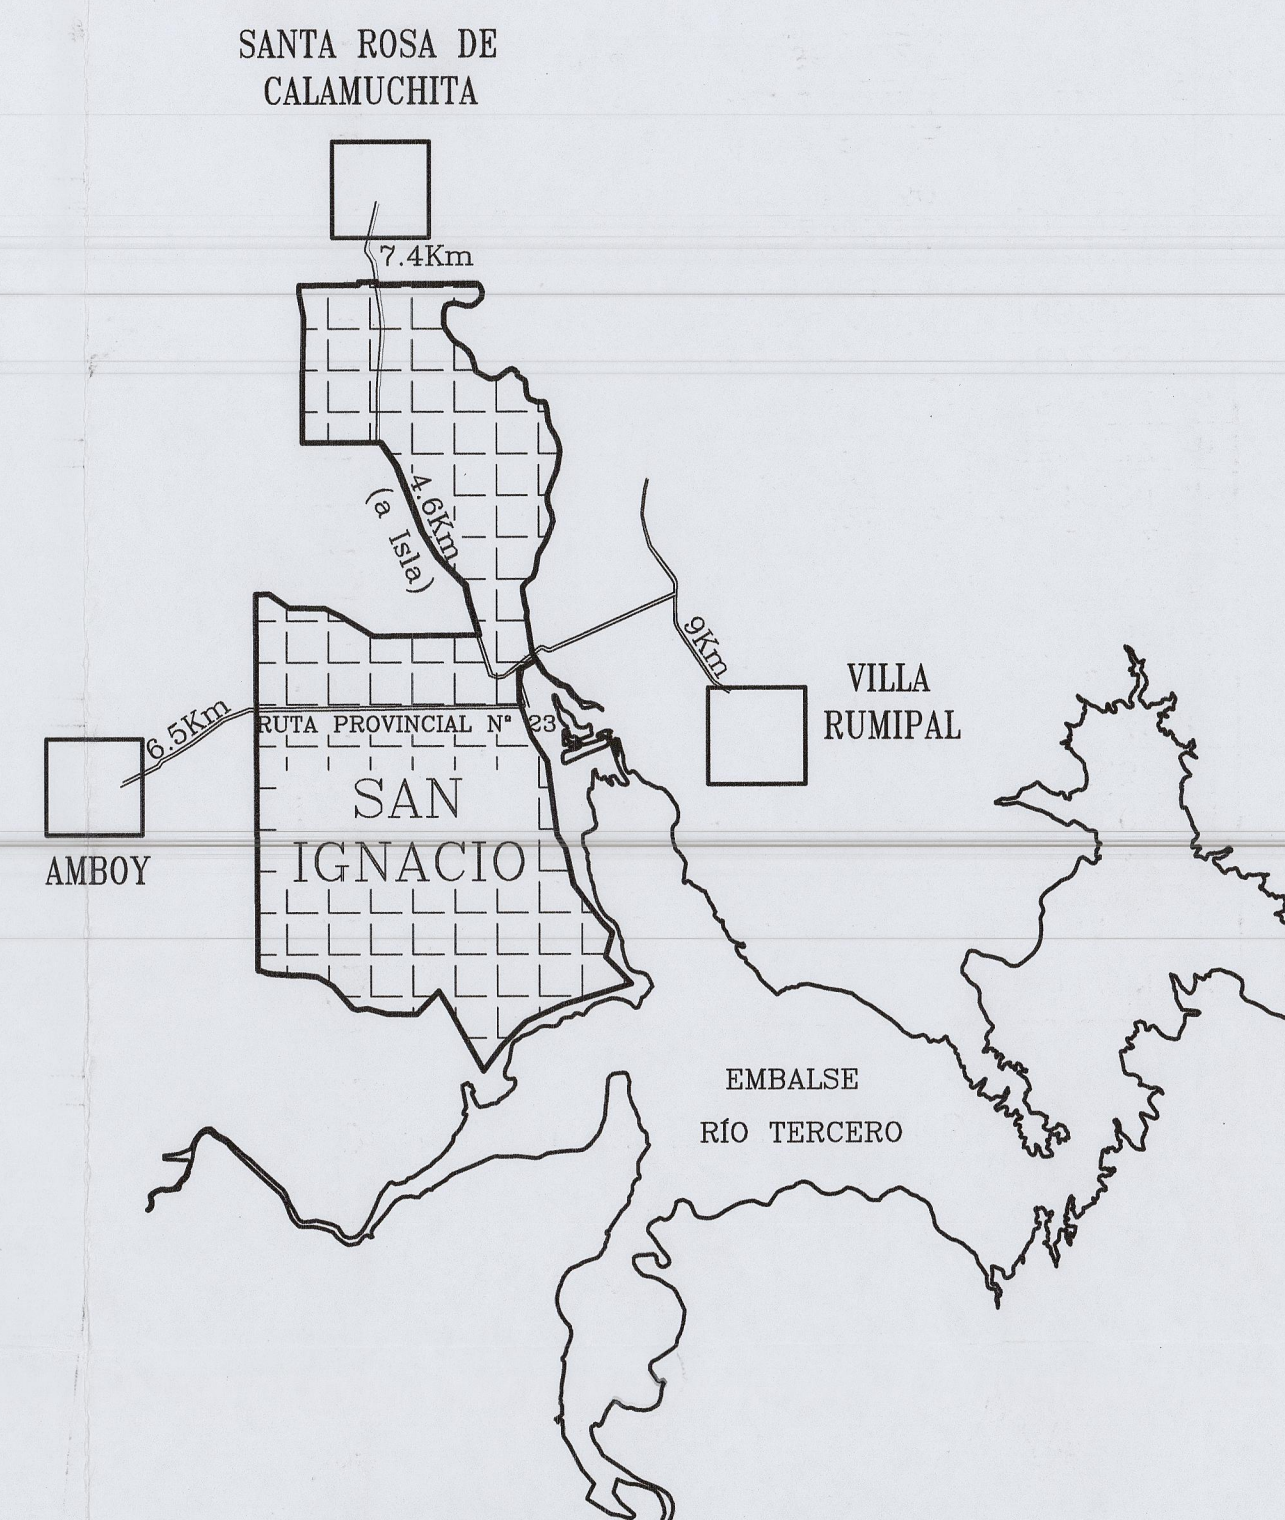 SANTA ROSA DE
CALAMUCHITA
7.4Km
4.6Km
(a Isla)
9Km
VILLA
RUMIPAL
6.5Km
RUTA PROVINCIAL Nº 23
AMBOY
SAN
IGNACIO
EMBALSE
RÍO TERCERO